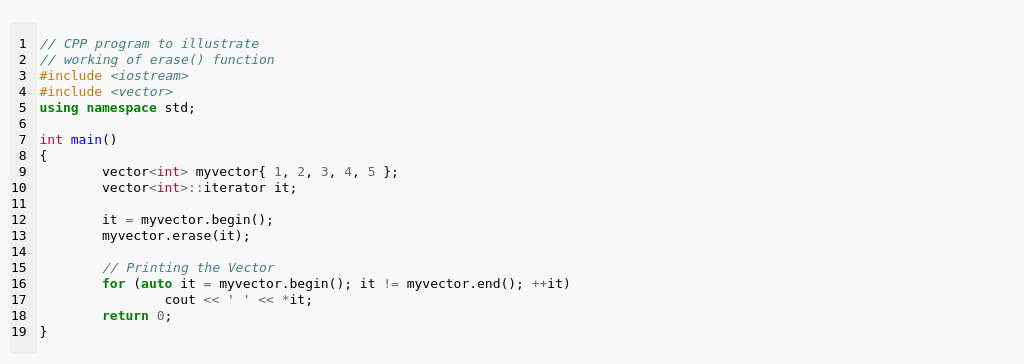 1 // CPP program to illustrate
2 // working of erase() function
3 #include <iostream>
4 #include <vector>
5 using namespace std;
6
7 int main()
8 {
9 vector<int> myvector{ 1, 2, 3, 4, 5 };
10 vector<int>::iterator it;
11
12 it = myvector.begin();
13 myvector.erase(it);
14
15 // Printing the Vector
16 for (auto it = myvector.begin(); it != myvector.end(); ++it)
17 cout << ' ' << *it;
18 return 0;
19 }